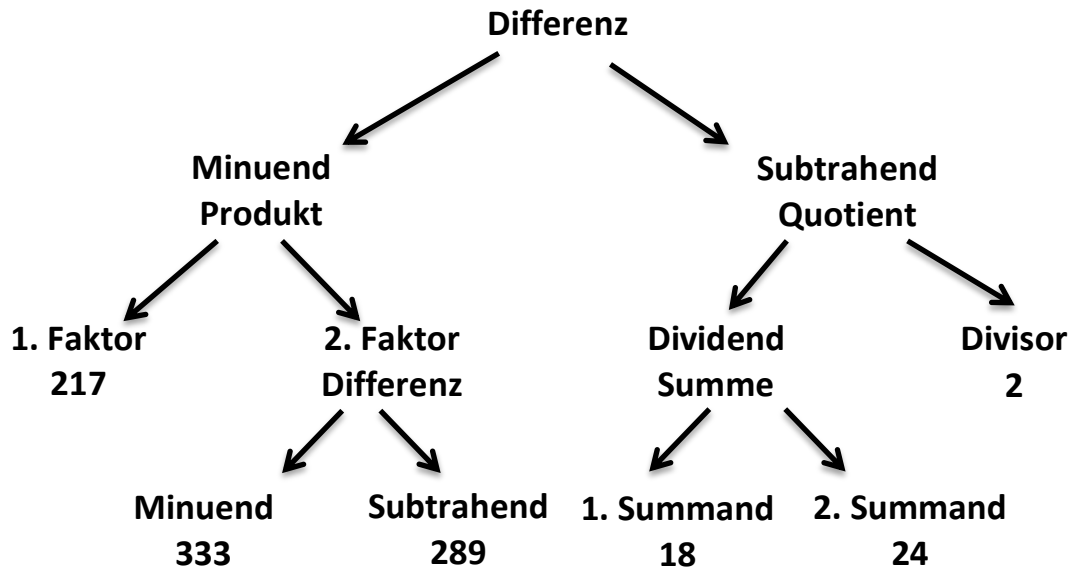 Differenz
Minuend
Produkt
Subtrahend
Quotient
1. Faktor
217
2. Faktor
Differenz
Dividend
Summe
Divisor
2
Minuend
333
Subtrahend
289
1. Summand
18
2. Summand
24